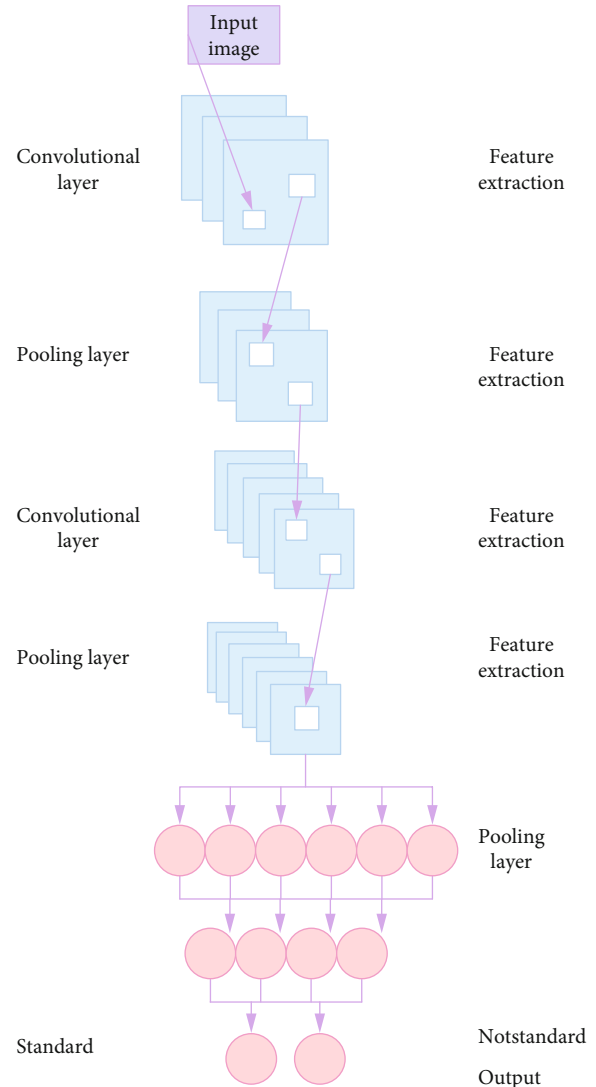 Input
image
Convolutional
layer
Feature
extraction
Pooling layer
Feature
extraction
Convolutional
layer
Feature
extraction
Pooling layer
Feature
extraction
Pooling
layer
Standard
Notstandard
Output